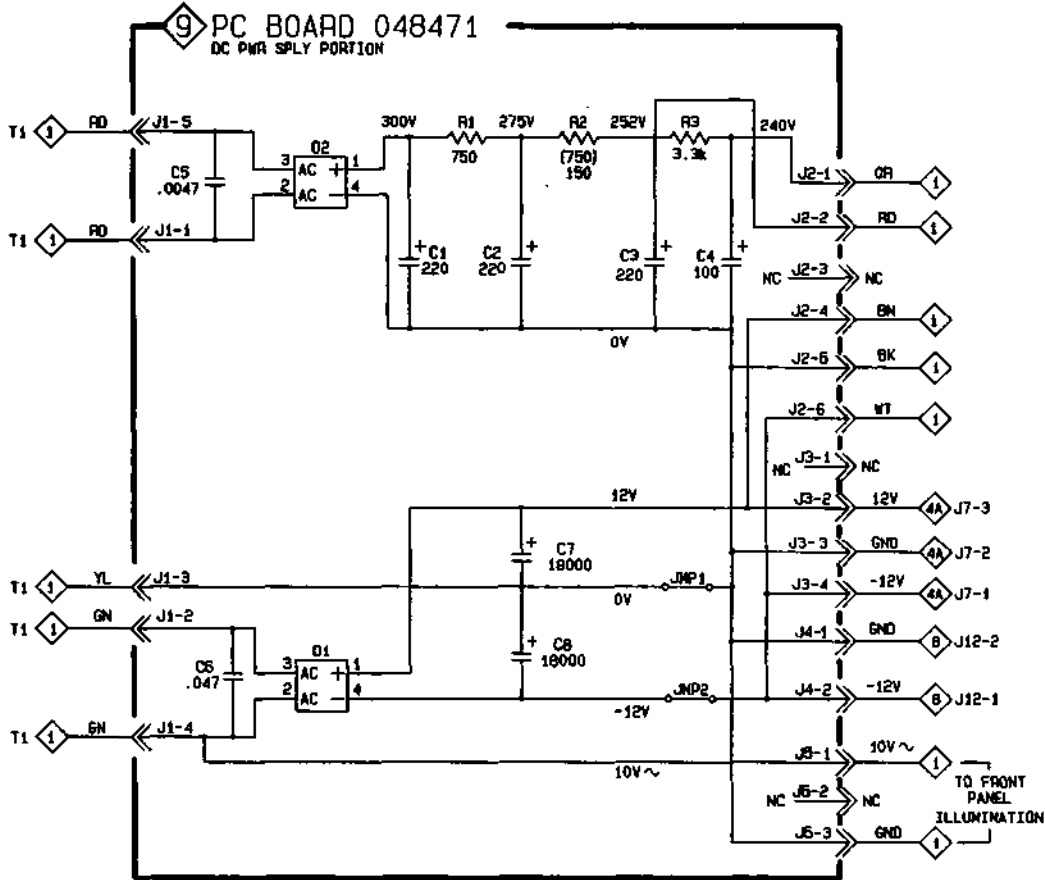 9 PC BOARD 048471
DC PWR SPLY PORTION
T1 1 RD J1-5
C5
.0047
T1 1 RD J1-1
02
3 AC + 1
2 AC - 4
300V
R1
750
275V
R2
(750)
150
252V
R3
3.3k
240V
+ C1
220
+ C2
220
+ C3
220
+ C4
100
0V
J2-1 OR 1
J2-2 RD 1
NC J2-3 NC
J2-4 BN 1
J2-5 BK 1
J2-6 WT 1
NC J3-1 NC
12V
J3-2 12V 4A J7-3
J3-3 GND 4A J7-2
J3-4 -12V 4A J7-1
J4-1 GND 8 J12-2
J4-2 -12V 8 J12-1
+ C7
18000
T1 1 YL J1-3
0V
JMP1
T1 1 GN J1-2
C6
.047
01
3 AC + 1
2 AC - 4
+ C8
18000
-12V
JMP2
T1 1 GN J1-4
10V~
J5-1 10V~ 1
NC J5-2 NC
J5-3 GND 1
TO FRONT
PANEL
ILLUMINATION